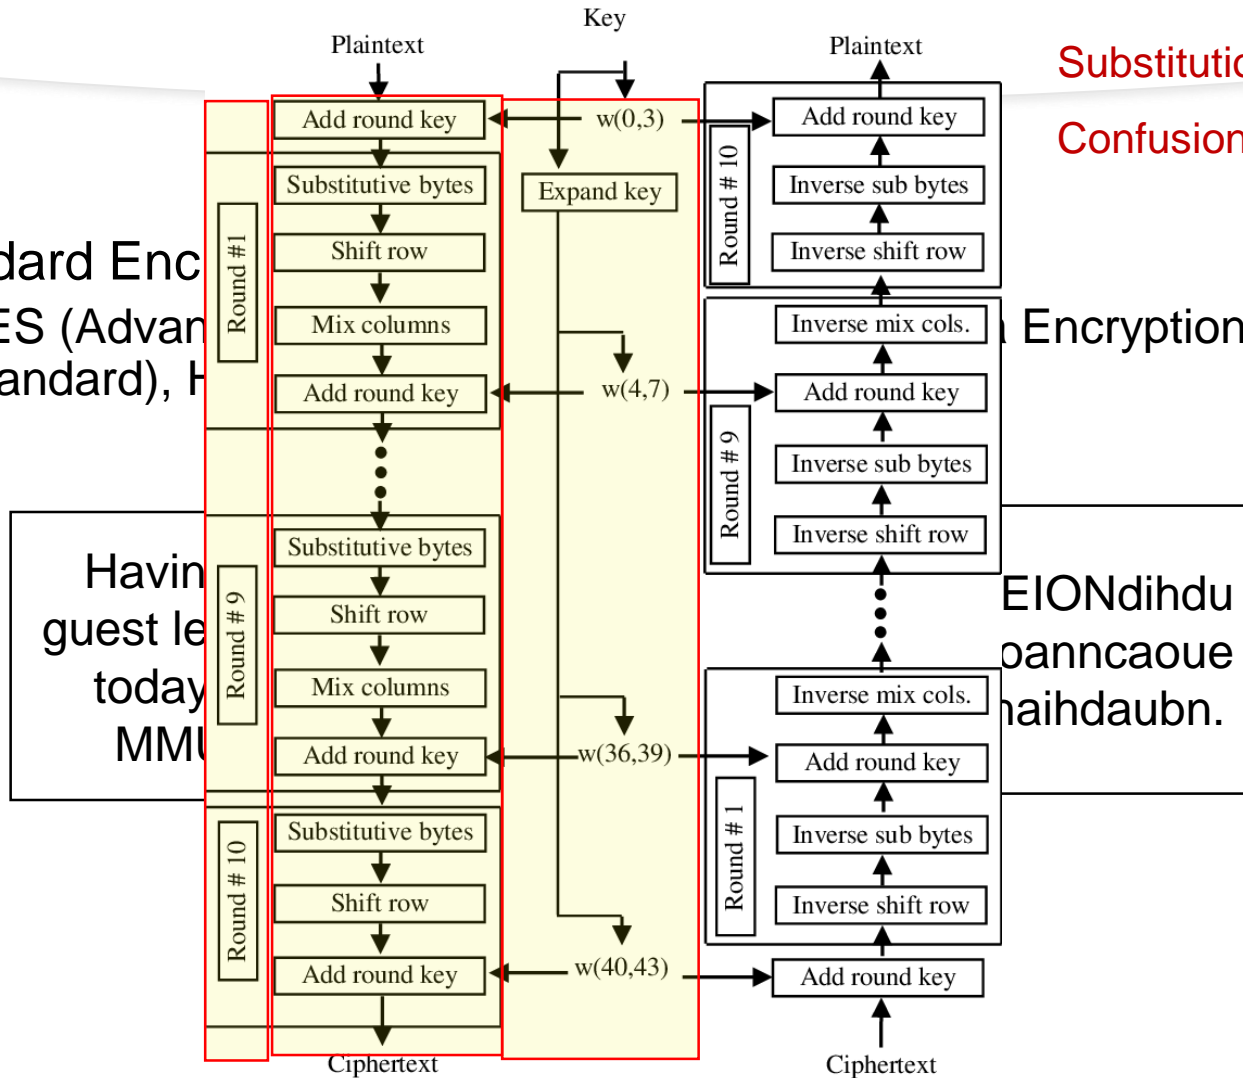 Key
Plaintext
Add round key
Round #1
Substitutive bytes
Shift row
Mix columns
Add round key
Round # 9
Substitutive bytes
Shift row
Mix columns
Add round key
Round # 10
Substitutive bytes
Shift row
Add round key
Ciphertext
w(0,3)
Expand key
w(4,7)
w(36,39)
w(40,43)
Plaintext
Add round key
Round # 10
Inverse sub bytes
Inverse shift row
Inverse mix cols.
Add round key
Round # 9
Inverse sub bytes
Inverse shift row
Inverse mix cols.
Add round key
Round # 1
Inverse sub bytes
Inverse shift row
Add round key
Ciphertext
Substitutio
Confusion
dard Enc
ES (Advan
Encryption
andard), H
Havin
guest le
today
MMU
EIONdihdu
panncaoue
naihdaubn.